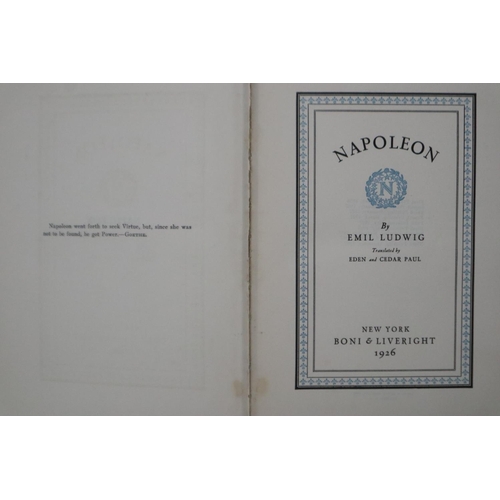 Napoleon went forth to seek Virtue, but, since she was
not to be found, he got Power.—GOETHE.
NAPOLEON
N
By
EMIL LUDWIG
Translated by
EDEN and CEDAR PAUL
NEW YORK
BONI & LIVERIGHT
1926